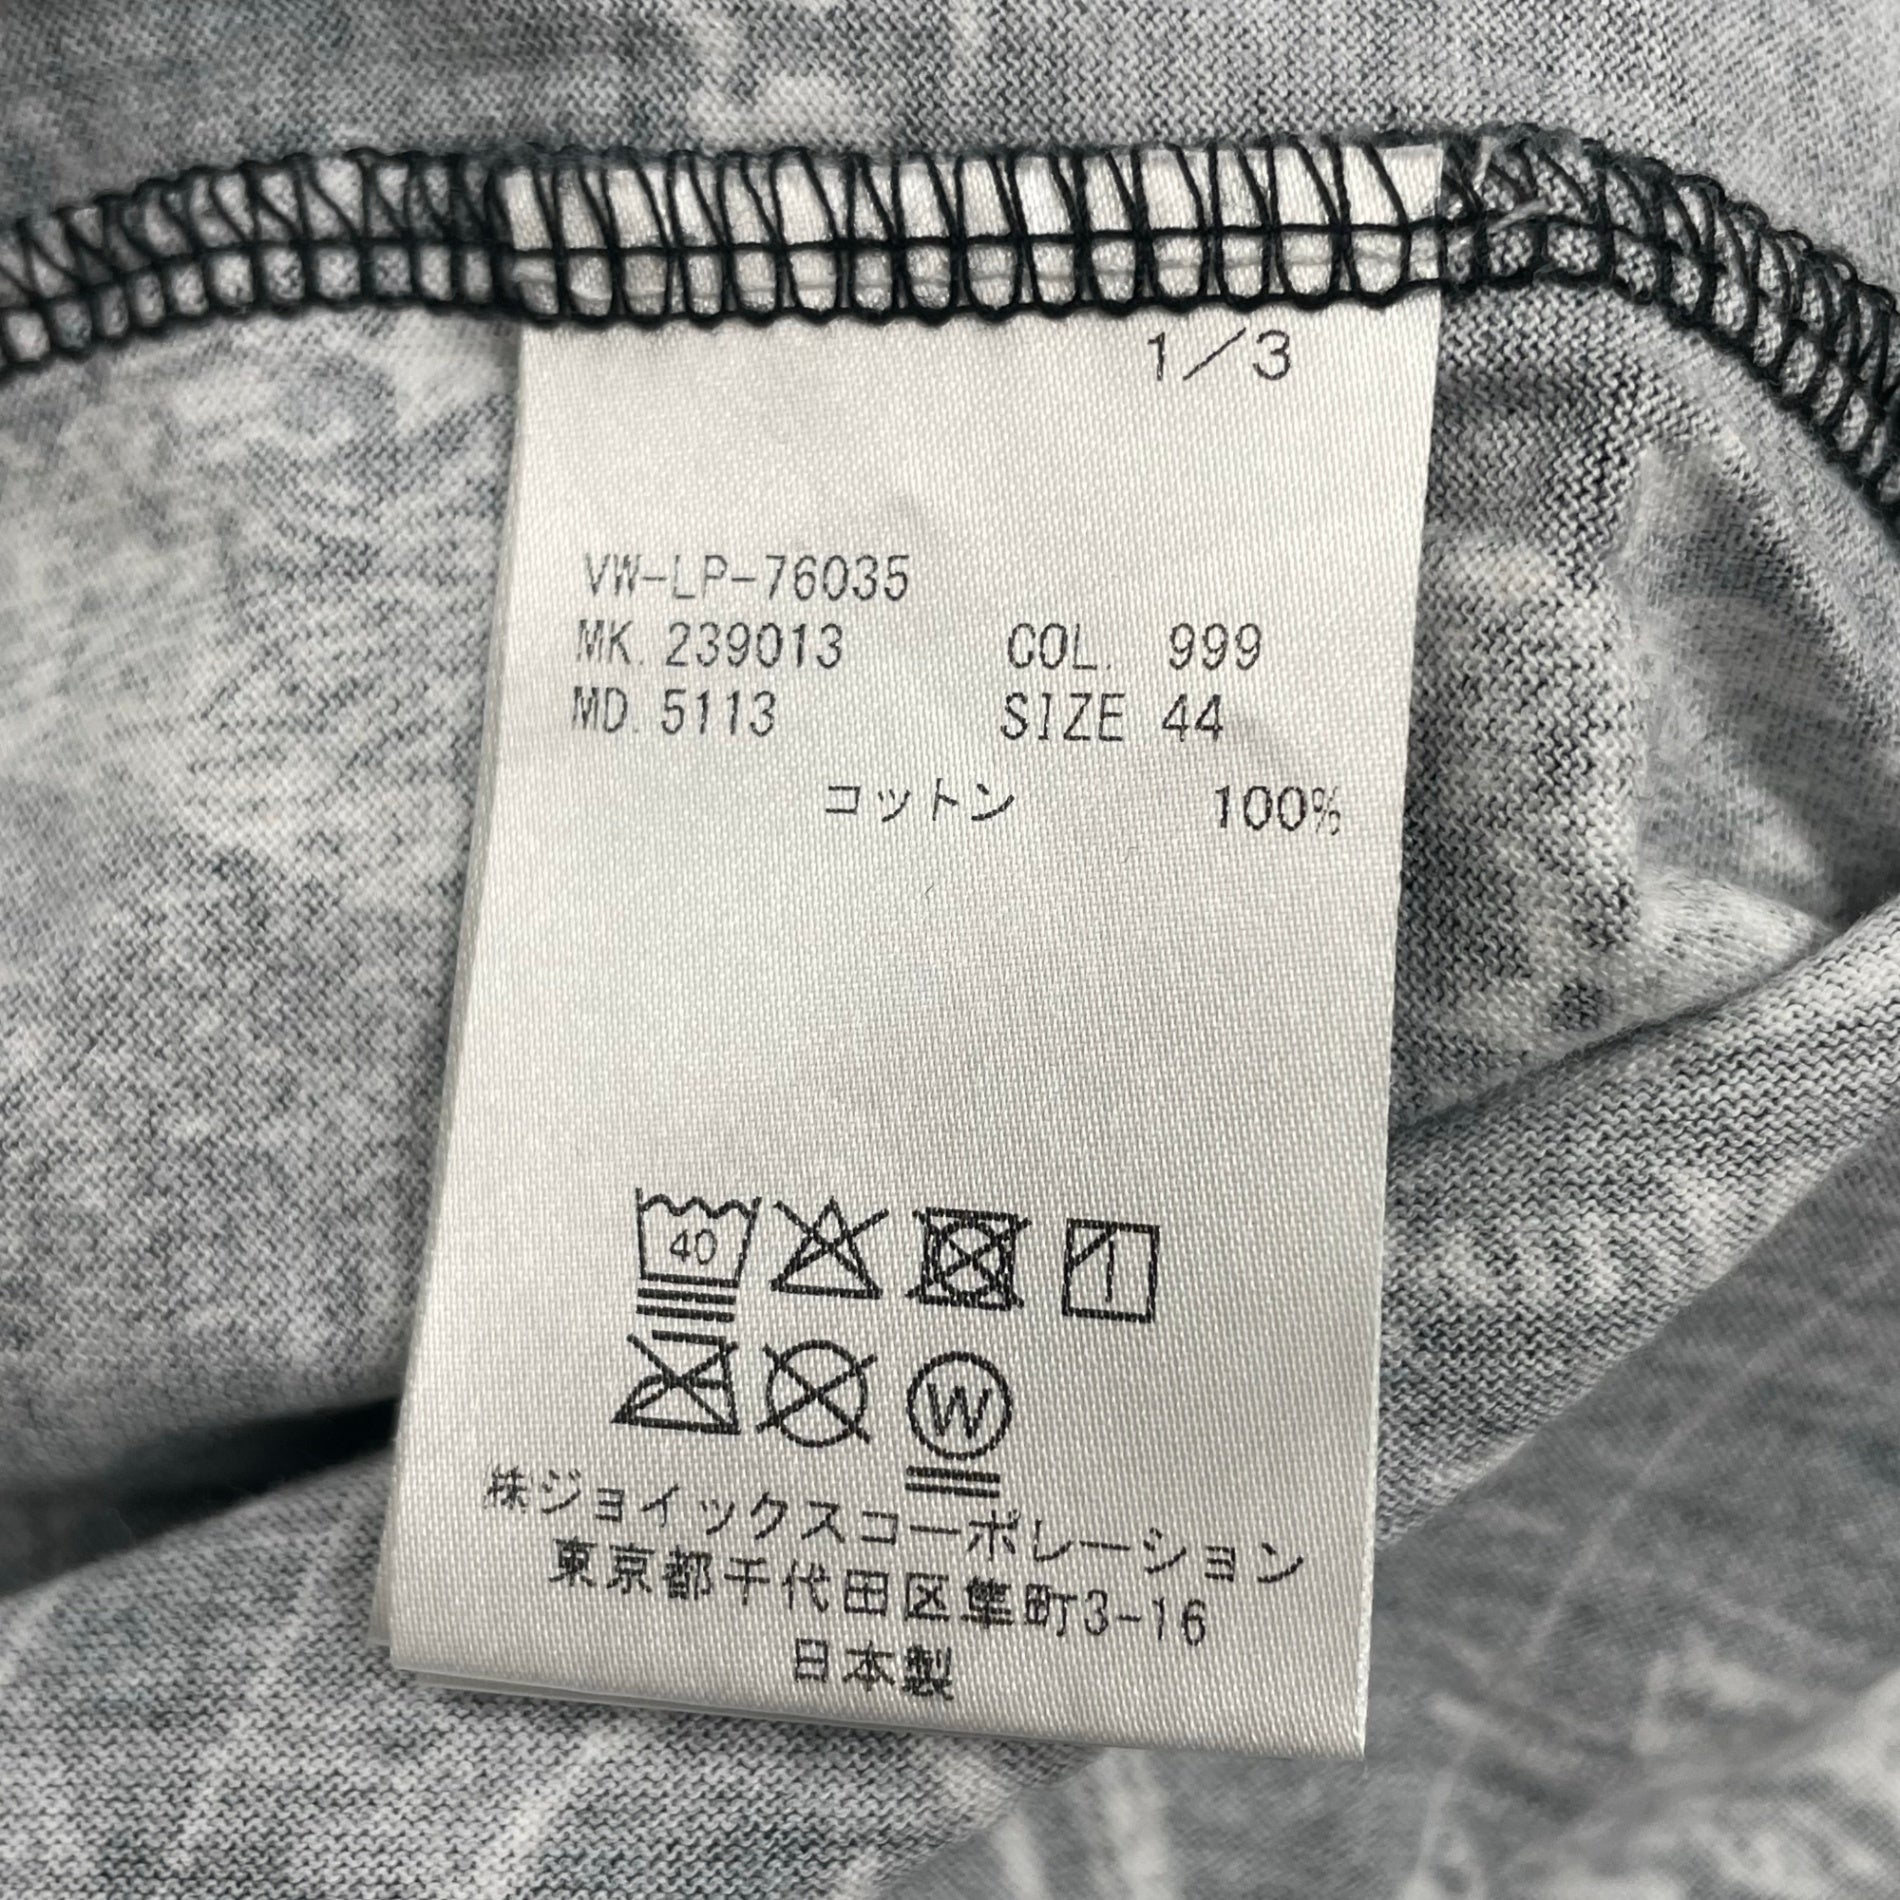 1／3
VW-LP-76035
MK. 239013 COL. 999
MD. 5113 SIZE 44
コットン 100%
40
W
株ジョイックスコーポレーション
東京都千代田区隼町3-16
日本製